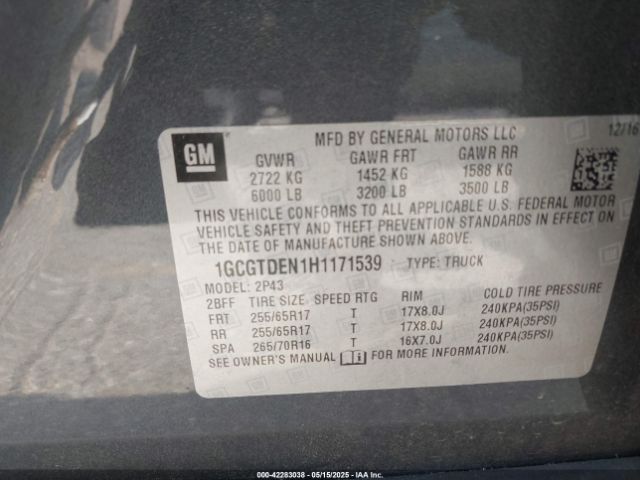 GM
MFD BY GENERAL MOTORS LLC 12/16
GVWR GAWR FRT GAWR RR
2722 KG 1452 KG 1588 KG
6000 LB 3200 LB 3500 LB
THIS VEHICLE CONFORMS TO ALL APPLICABLE U.S. FEDERAL MOTOR
VEHICLE SAFETY AND THEFT PREVENTION STANDARDS IN EFFECT ON
THE DATE OF MANUFACTURE SHOWN ABOVE.
1GCGTDEN1H1171539 TYPE: TRUCK
MODEL: 2P43
2BFF TIRE SIZE SPEED RTG RIM COLD TIRE PRESSURE
FRT 255/65R17 T 17X8.0J 240KPA(35PSI)
RR 255/65R17 T 17X8.0J 240KPA(35PSI)
SPA 265/70R16 T 16X7.0J 240KPA(35PSI)
SEE OWNER'S MANUAL FOR MORE INFORMATION.
000-42283038 - 05/15/2025 - IAA Inc.